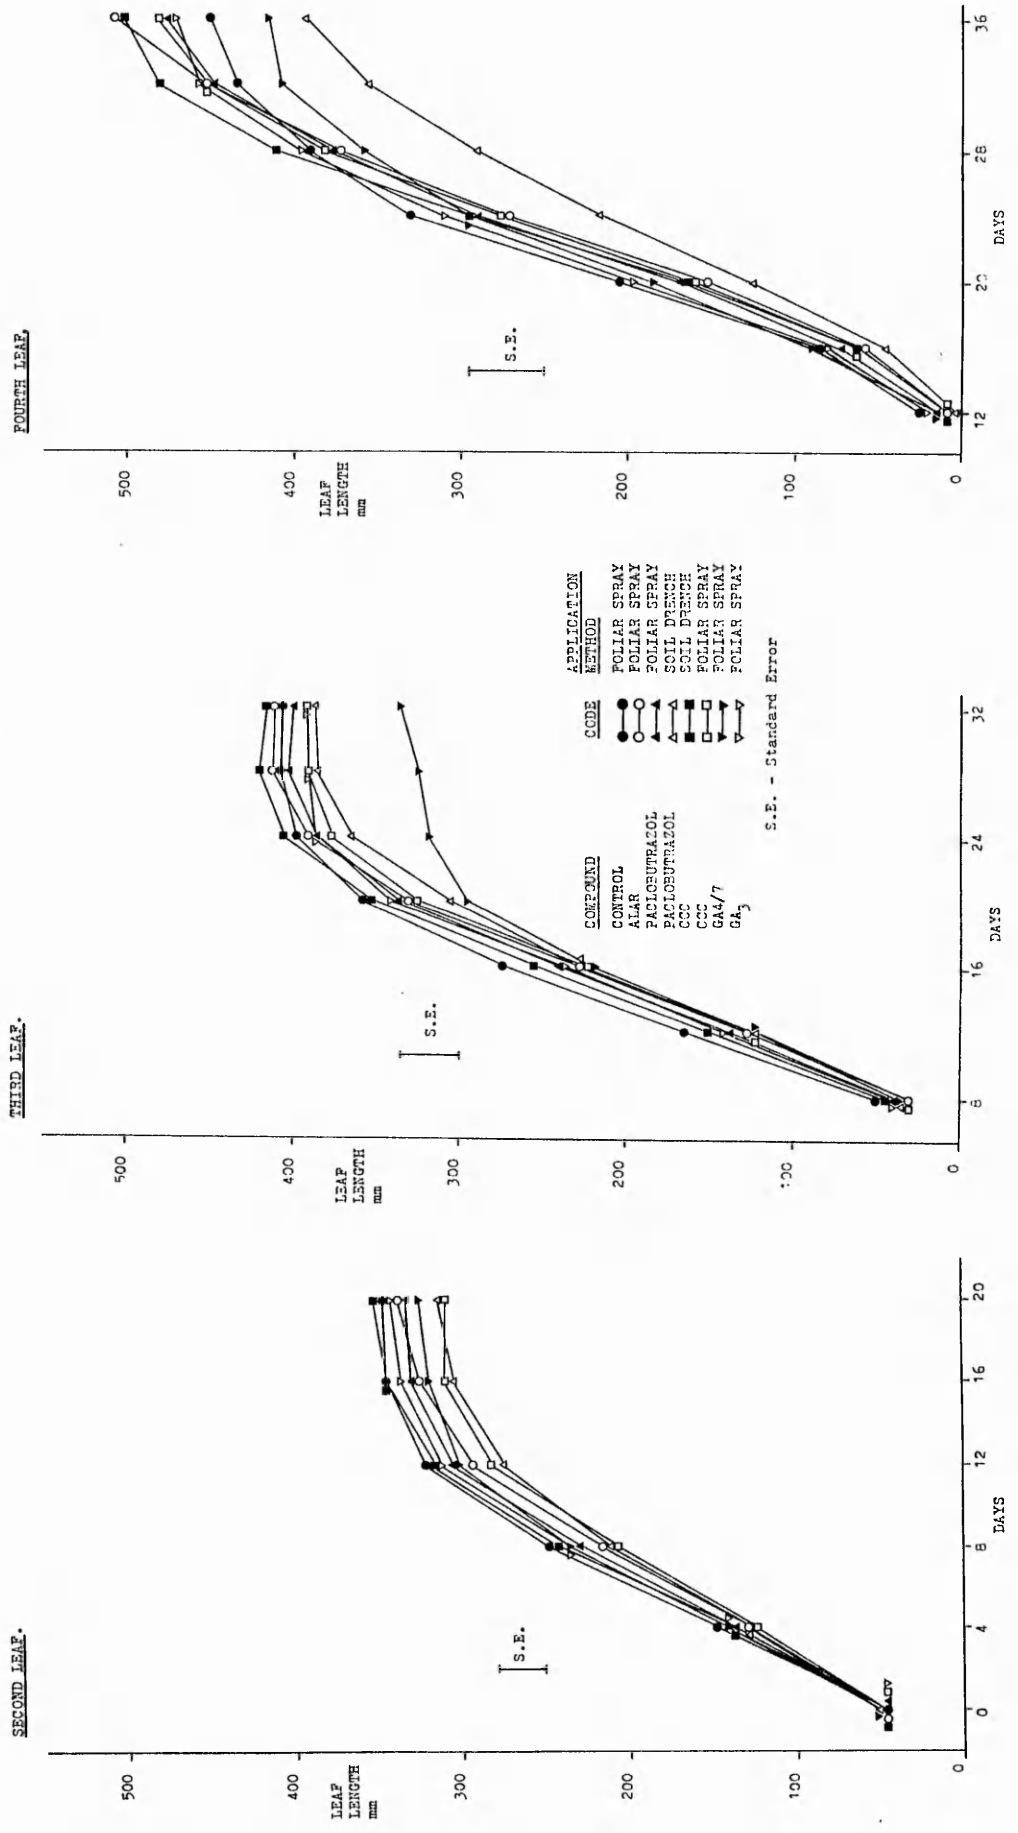 SECOND LEAF.
500
400
LEAF
LENGTH
mm
300
200
100
0
S.E.
0
4
8
12
16
20
DAYS
THIRD LEAF.
500
400
LEAF
LENGTH
mm
300
200
100
0
S.E.
8
16
24
32
DAYS
COMPOUND CODE APPLICATION METHOD
CONTROL FOLIAR SPRAY
ALAR FOLIAR SPRAY
PACLOBUTRAZOL FOLIAR SPRAY
PACLOBUTRAZOL SOIL DRENCH
CCC SOIL DRENCH
CCC FOLIAR SPRAY
GA4/7 FOLIAR SPRAY
GA3 FOLIAR SPRAY
S.E. - Standard Error
FOURTH LEAF.
500
400
LEAF
LENGTH
mm
300
200
100
0
S.E.
12
20
28
36
DAYS